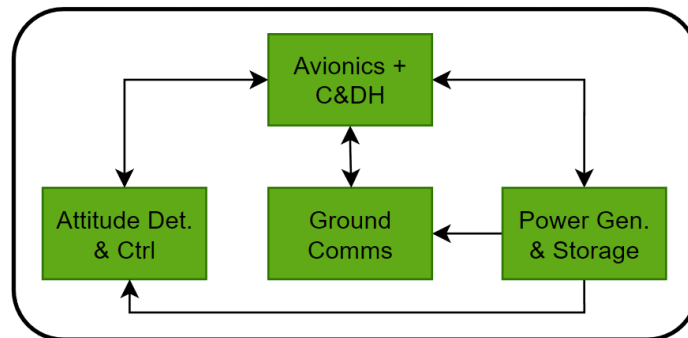 Avionics +
C&DH
Attitude Det.
& Ctrl
Ground
Comms
Power Gen.
& Storage